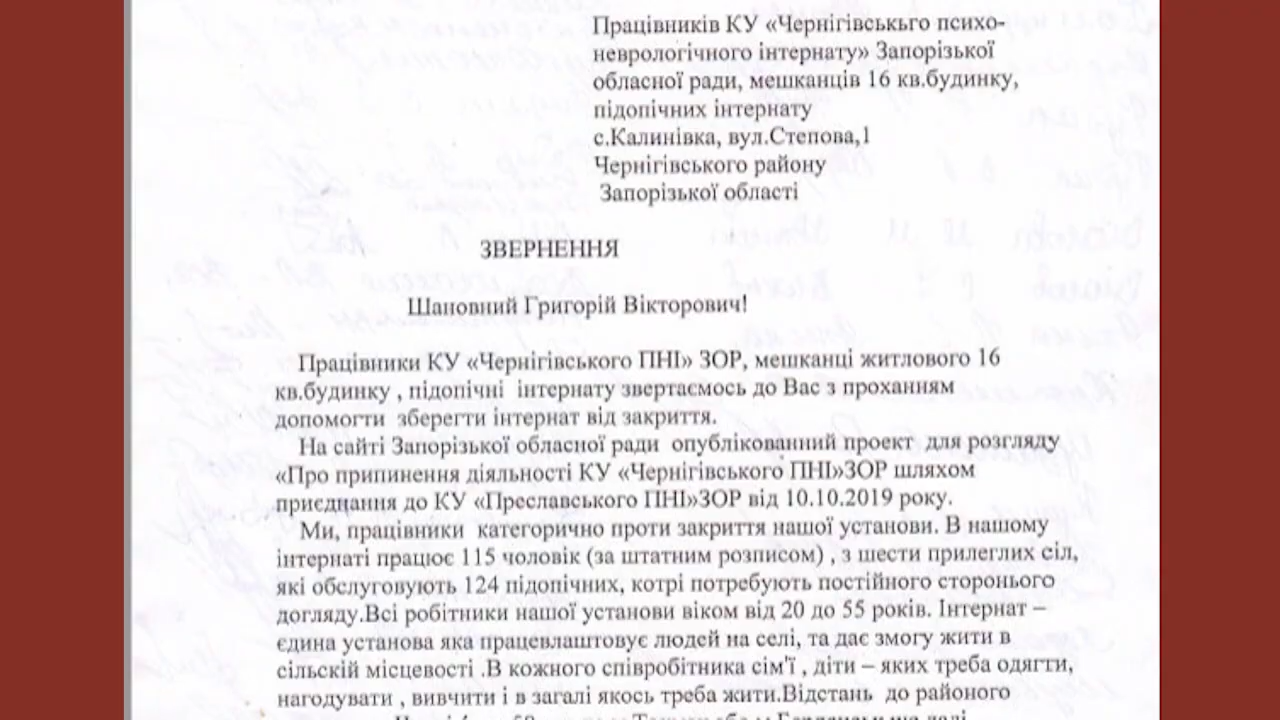 Працівників КУ «Чернігівськьго психо-
неврологічного інтернату» Запорізької
обласної ради, мешканців 16 кв.будинку,
підопічних інтернату
с.Калинівка, вул.Степова,1
Чернігівського району
Запорізької області
ЗВЕРНЕННЯ
Шановний Григорій Вікторович!
Працівники КУ «Чернігівського ПНІ» ЗОР, мешканці житлового 16
кв.будинку , підопічні інтернату звертаємось до Вас з проханням
допомогти зберегти інтернат від закриття.
На сайті Запорізької обласної ради опублікованний проект для розгляду
«Про припинення діяльності КУ «Чернігівського ПНІ»ЗОР шляхом
приєднання до КУ «Преславського ПНІ»ЗОР від 10.10.2019 року.
Ми, працівники категорично проти закриття нашої установи. В нашому
інтернаті працює 115 чоловік (за штатним розписом) , з шести прилеглих сіл,
які обслуговують 124 підопічних, котрі потребують постійного сторонього
догляду.Всі робітники нашої установи віком від 20 до 55 років. Інтернат –
єдина установа яка працевлаштовує людей на селі, та дає змогу жити в
сільскій місцевості .В кожного співробітника сім'ї , діти – яких треба одягти,
нагодувати , вивчити і в загалі якось треба жити.Відстань до районого